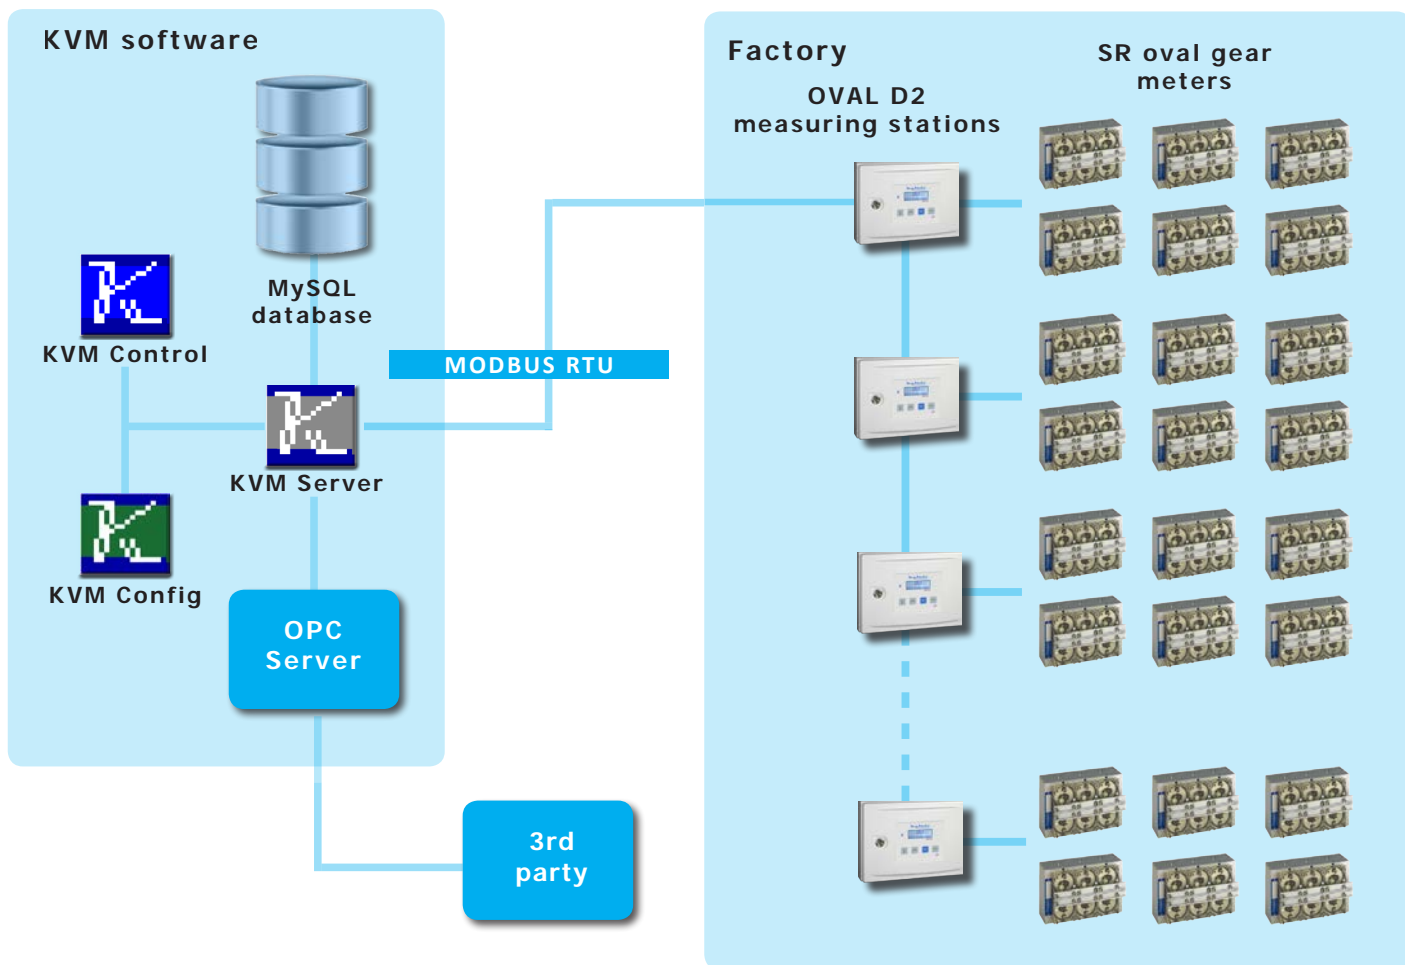 KVM software
MySQL
database
KVM Control
KVM Server
KVM Config
OPC
Server
3rd
party
MODBUS RTU
Factory
OVAL D2
measuring stations
SR oval gear
meters